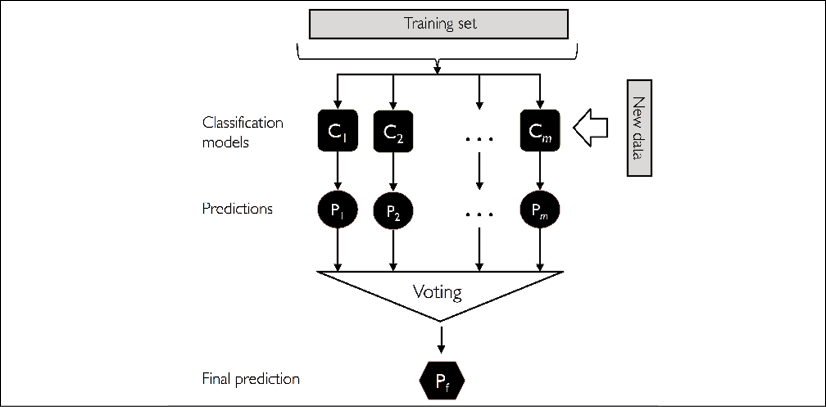 Training set
Classification
models
C1 C2 ... Cm
New data
Predictions
P1 P2 ... Pm
Voting
Final prediction
Pf